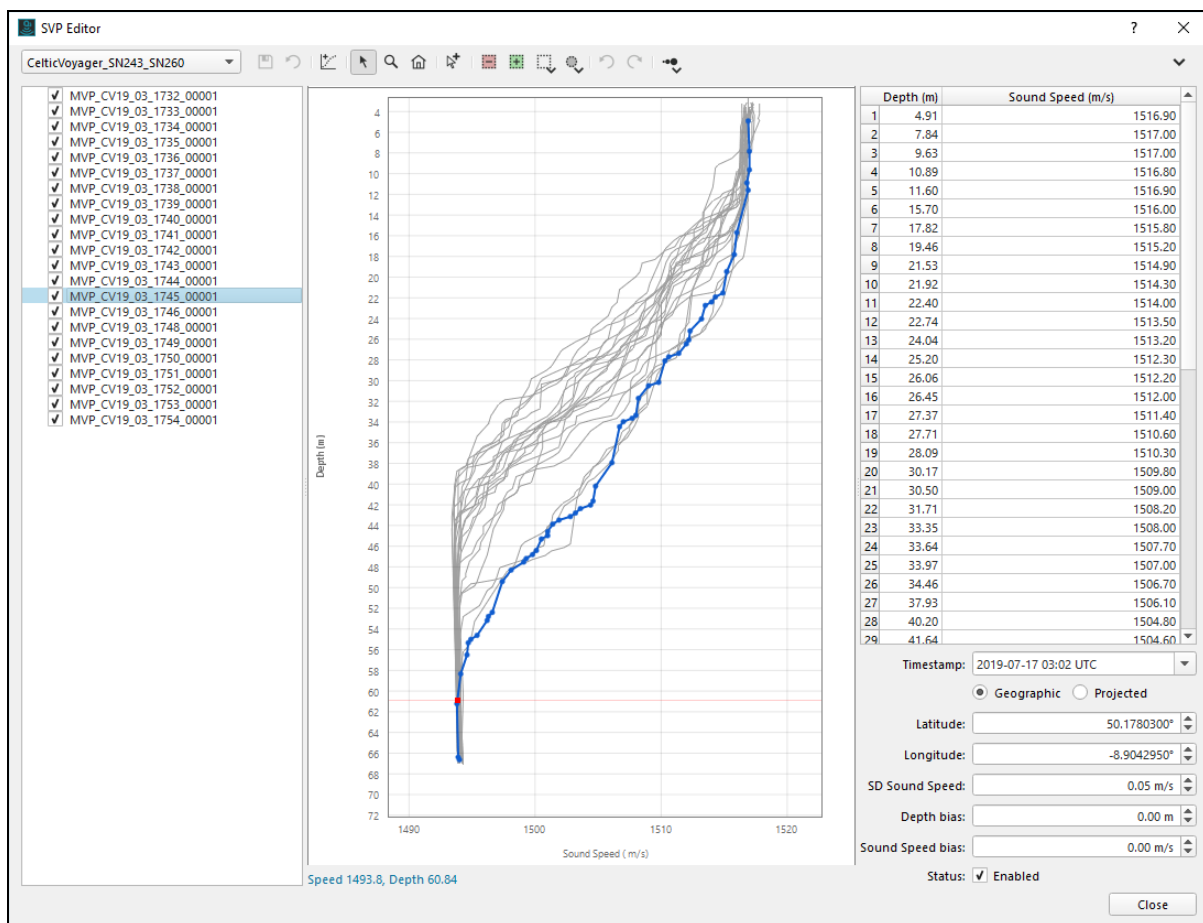 SVP Editor
?
CelticVoyager_SN243_SN260
MVP_CV19_03_1732_00001
MVP_CV19_03_1733_00001
MVP_CV19_03_1734_00001
MVP_CV19_03_1735_00001
MVP_CV19_03_1736_00001
MVP_CV19_03_1737_00001
MVP_CV19_03_1738_00001
MVP_CV19_03_1739_00001
MVP_CV19_03_1740_00001
MVP_CV19_03_1741_00001
MVP_CV19_03_1742_00001
MVP_CV19_03_1743_00001
MVP_CV19_03_1744_00001
MVP_CV19_03_1745_00001
MVP_CV19_03_1746_00001
MVP_CV19_03_1748_00001
MVP_CV19_03_1749_00001
MVP_CV19_03_1750_00001
MVP_CV19_03_1751_00001
MVP_CV19_03_1752_00001
MVP_CV19_03_1753_00001
MVP_CV19_03_1754_00001
Depth (m)
4
6
8
10
12
14
16
18
20
22
24
26
28
30
32
34
36
38
40
42
44
46
48
50
52
54
56
58
60
62
64
66
68
70
72
1490 1500 1510 1520
Sound Speed ( m/s)
Speed 1493.8, Depth 60.84
Depth (m) Sound Speed (m/s)
1 4.91 1516.90
2 7.84 1517.00
3 9.63 1517.00
4 10.89 1516.80
5 11.60 1516.90
6 15.70 1516.00
7 17.82 1515.80
8 19.46 1515.20
9 21.53 1514.90
10 21.92 1514.30
11 22.40 1514.00
12 22.74 1513.50
13 24.04 1513.20
14 25.20 1512.30
15 26.06 1512.20
16 26.45 1512.00
17 27.37 1511.40
18 27.71 1510.60
19 28.09 1510.30
20 30.17 1509.80
21 30.50 1509.00
22 31.71 1508.20
23 33.35 1508.00
24 33.64 1507.70
25 33.97 1507.00
26 34.46 1506.70
27 37.93 1506.10
28 40.20 1504.80
29 41.64 1504.60
Timestamp: 2019-07-17 03:02 UTC
Geographic Projected
Latitude: 50.1780300°
Longitude: -8.9042950°
SD Sound Speed: 0.05 m/s
Depth bias: 0.00 m
Sound Speed bias: 0.00 m/s
Status: Enabled
Close